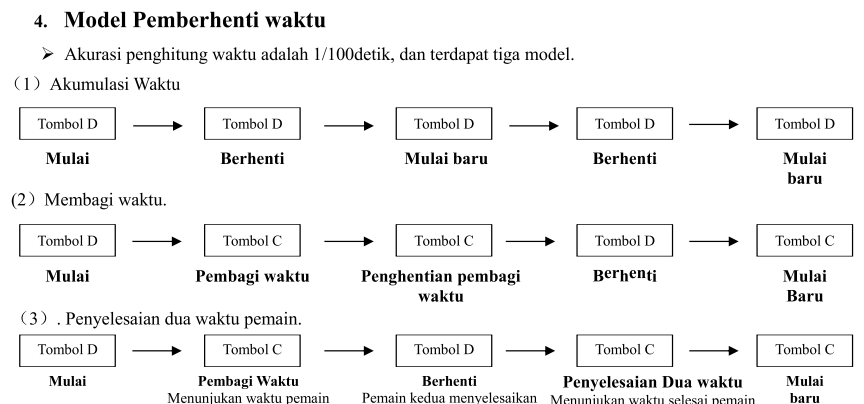 4. Model Pemberhenti waktu
➢ Akurasi penghitung waktu adalah 1/100detik, dan terdapat tiga model.
（1）Akumulasi Waktu
Tombol D Tombol D Tombol D Tombol D Tombol D
Mulai Berhenti Mulai baru Berhenti Mulai
baru
(2）Membagi waktu.
Tombol D Tombol C Tombol C Tombol D Tombol C
Mulai Pembagi waktu Penghentian pembagi Berhenti Mulai
waktu Baru
（3）. Penyelesaian dua waktu pemain.
Tombol D Tombol C Tombol D Tombol C Tombol C
Mulai Pembagi Waktu Berhenti Penyelesaian Dua waktu Mulai
Menunjukan waktu pemain Pemain kedua menyelesaikan Menunjukan waktu selesai pemain baru